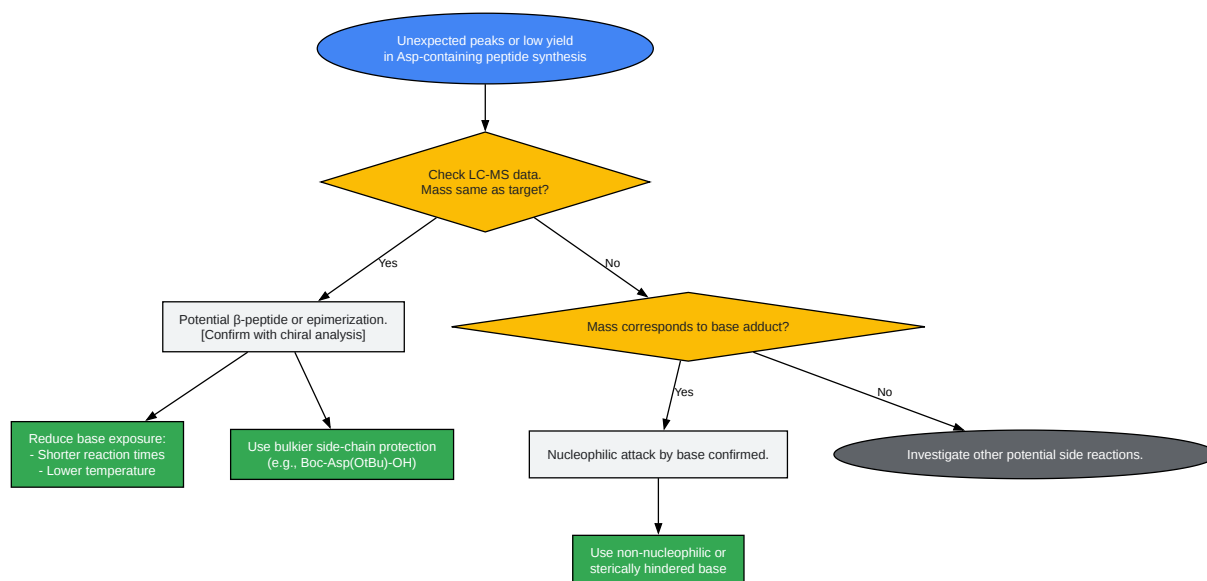 Unexpected peaks or low yield
in Asp-containing peptide synthesis
Check LC-MS data.
Mass same as target?
Yes
No
Potential β-peptide or epimerization.
[Confirm with chiral analysis]
Mass corresponds to base adduct?
Yes
No
Reduce base exposure:
- Shorter reaction times
- Lower temperature
Use bulkier side-chain protection
(e.g., Boc-Asp(OtBu)-OH)
Nucleophilic attack by base confirmed.
Investigate other potential side reactions.
Use non-nucleophilic or
sterically hindered base